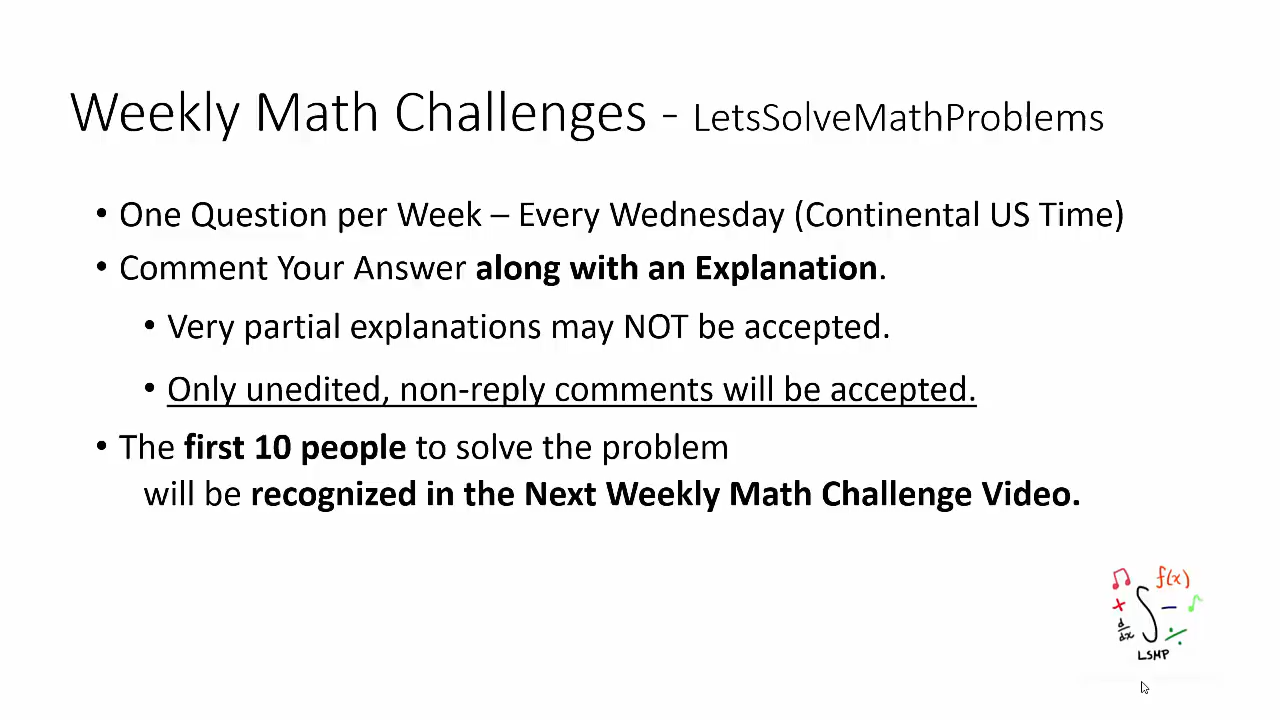 Weekly Math Challenges - LetsSolveMathProblems
• One Question per Week – Every Wednesday (Continental US Time)
• Comment Your Answer along with an Explanation.
• Very partial explanations may NOT be accepted.
• Only unedited, non-reply comments will be accepted.
• The first 10 people to solve the problem
will be recognized in the Next Weekly Math Challenge Video.
f(x)
+ ∫ −
d/dx ÷
LSMP